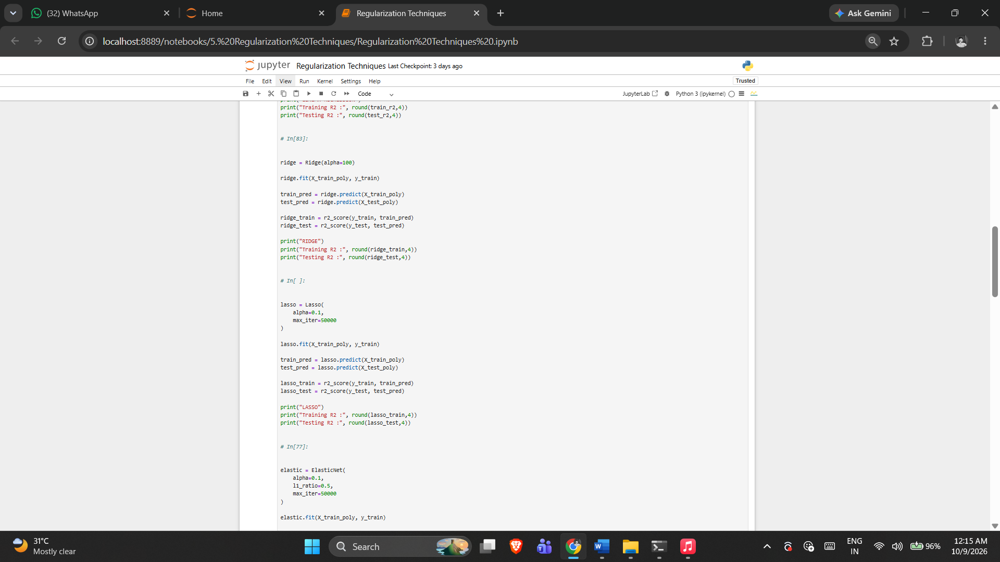 (32) WhatsApp
Home
Regularization Techniques
Ask Gemini
localhost:8889/notebooks/5.%20Regularization%20Techniques/Regularization%20Techniques%20.ipynb
jupyter Regularization Techniques Last Checkpoint: 3 days ago
File Edit View Run Kernel Settings Help
Trusted
Code
JupyterLab
Python 3 (ipykernel)
print("Training R2 :", round(train_r2,4))
print("Testing R2 :", round(test_r2,4))
# In[83]:
ridge = Ridge(alpha=100)
ridge.fit(X_train_poly, y_train)
train_pred = ridge.predict(X_train_poly)
test_pred = ridge.predict(X_test_poly)
ridge_train = r2_score(y_train, train_pred)
ridge_test = r2_score(y_test, test_pred)
print("RIDGE")
print("Training R2 :", round(ridge_train,4))
print("Testing R2 :", round(ridge_test,4))
# In[ ]:
lasso = Lasso(
alpha=0.1,
max_iter=50000
)
lasso.fit(X_train_poly, y_train)
train_pred = lasso.predict(X_train_poly)
test_pred = lasso.predict(X_test_poly)
lasso_train = r2_score(y_train, train_pred)
lasso_test = r2_score(y_test, test_pred)
print("LASSO")
print("Training R2 :", round(lasso_train,4))
print("Testing R2 :", round(lasso_test,4))
# In[77]:
elastic = ElasticNet(
alpha=0.1,
l1_ratio=0.5,
max_iter=50000
)
elastic.fit(X_train_poly, y_train)
31°C
Mostly clear
Search
ENG
IN
96%
12:15 AM
10/9/2026